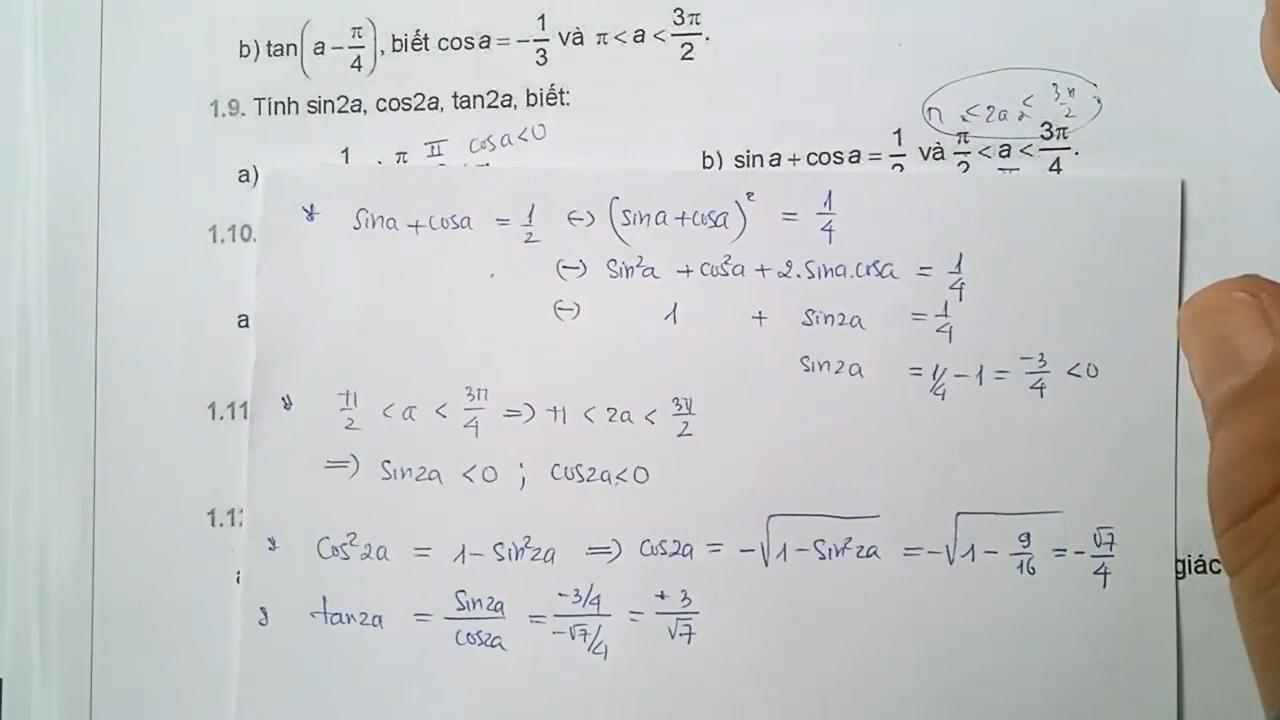 b) tan(a − π/4), biết cos a = −1/3 và π < a < 3π/2.
1.9. Tính sin2a, cos2a, tan2a, biết:
π < 2a < 3π/2
II cosa<0
a) 1 π
b) sin a + cos a = 1/2 và π/2 < a < 3π/4.
1.10.
* sina + cosa = 1/2 ↔ (sina + cosa)² = 1/4
(↔) sin²a + cos²a + 2.sina.cosa = 1/4
a
(↔) 1 + sin2a = 1/4
sin2a = 1/4 − 1 = −3/4 < 0
1.11
* π/2 < a < 3π/4 => π < 2a < 3π/2
=> sin2a < 0 ; cos2a < 0
1.1
* cos²2a = 1 − sin²2a => cos2a = −√(1 − sin²2a) = −√(1 − 9/16) = −√7/4
giác
* tan2a = sin2a/cos2a = (−3/4)/(−√7/4) = +3/√7